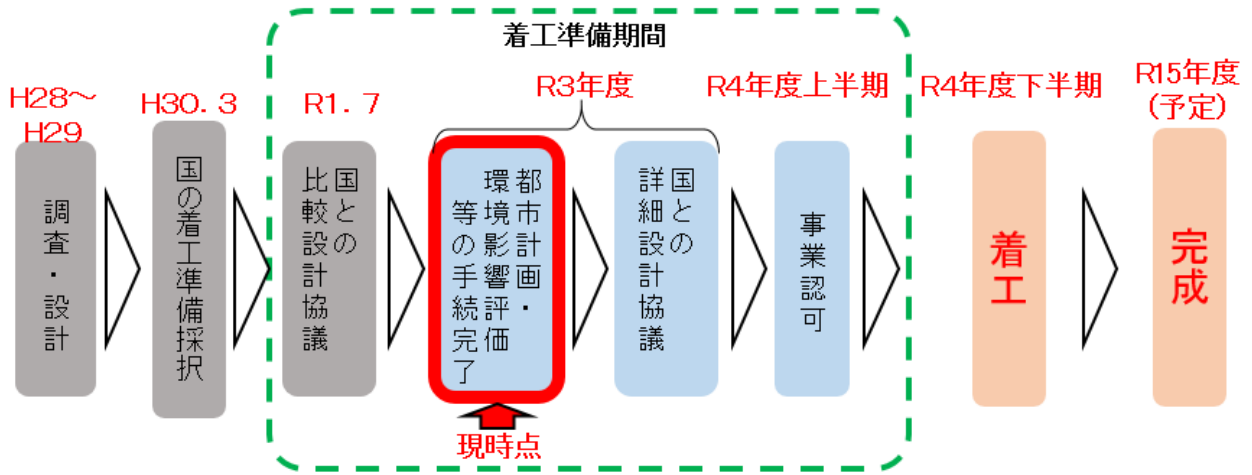 着工準備期間
H28～
H29
調査・設計
H30.3
国の着工準備採択
R1.7
国との
比較設計協議
R3年度
都市計画・
環境影響評価
等の手続完了
現時点
国との
詳細設計協議
R4年度上半期
事業認可
R4年度下半期
着工
R15年度
(予定)
完成